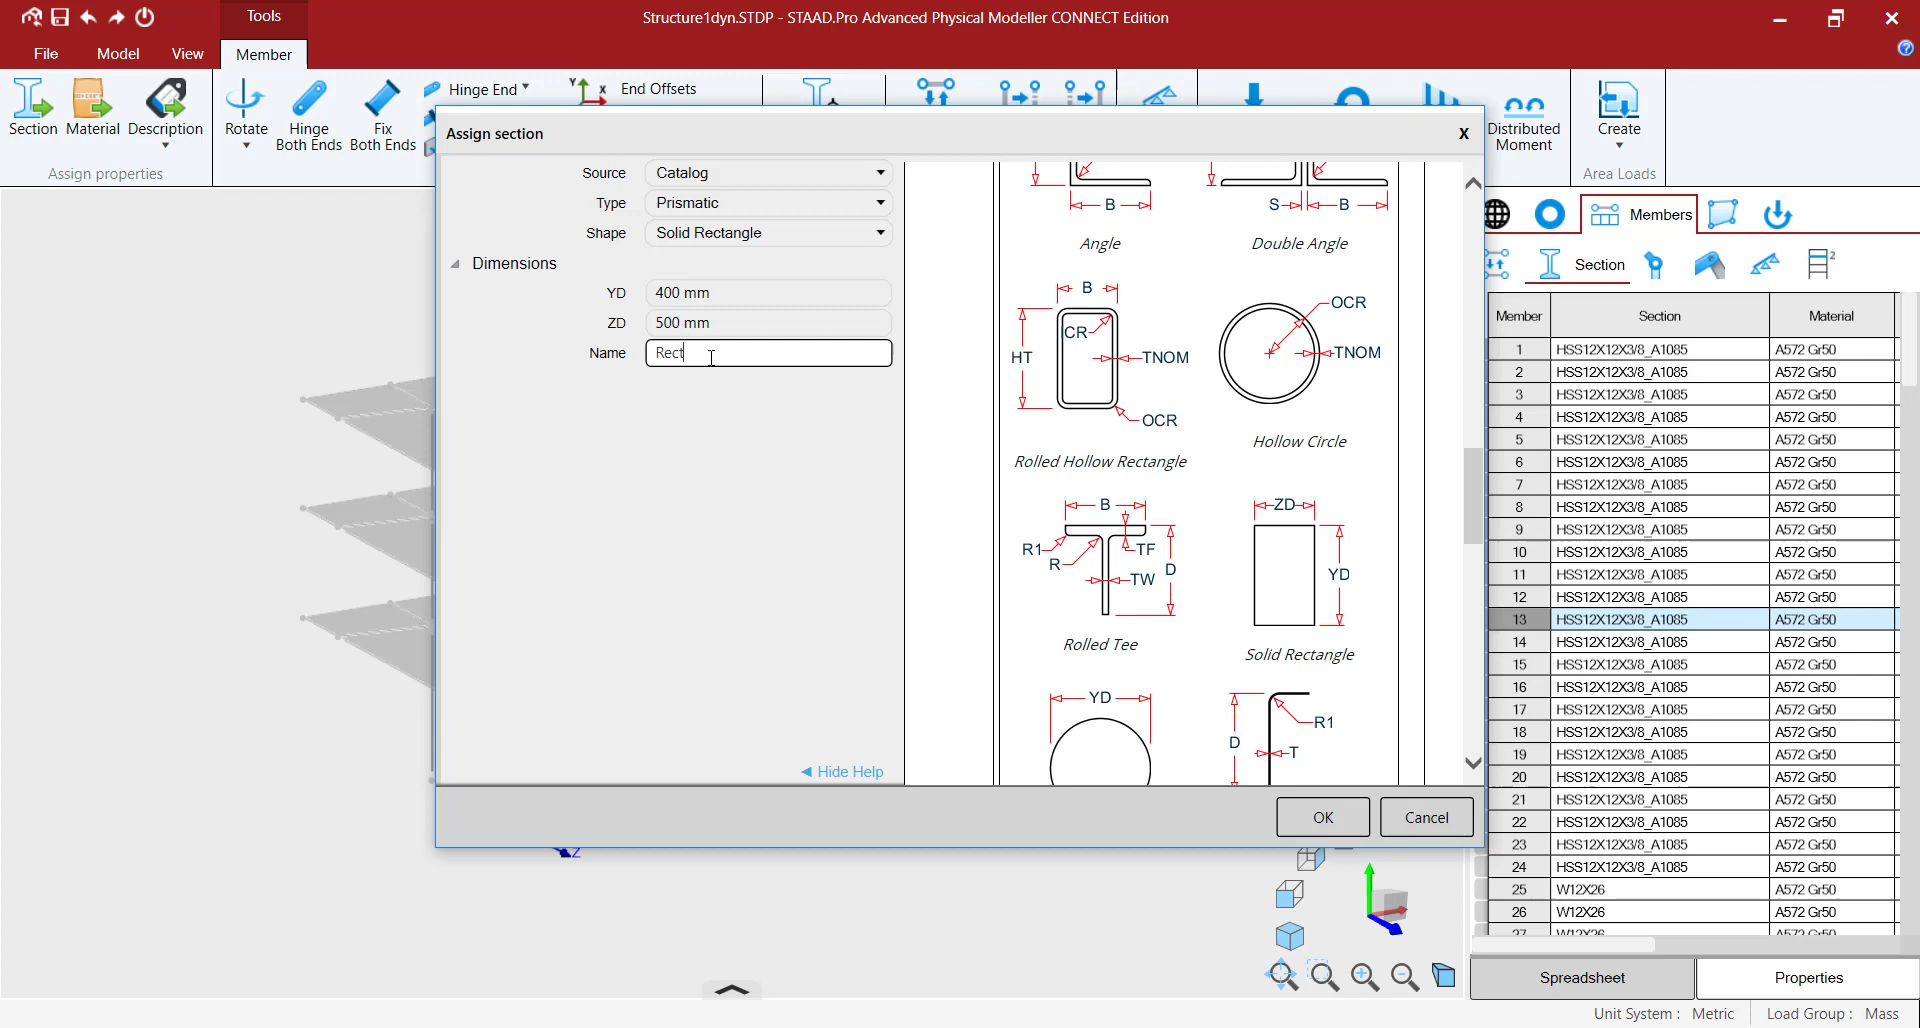 Tools
Structure1dyn.STDP - STAAD.Pro Advanced Physical Modeller CONNECT Edition
File Model View Member
Section Material Description
Assign properties
Rotate Hinge Both Ends Fix Both Ends
Hinge End
Y X End Offsets
Distributed Moment
Create
Area Loads
Assign section X
Source Catalog
Type Prismatic
Shape Solid Rectangle
Dimensions
YD 400 mm
ZD 500 mm
Name Rect
Hide Help
B S B
Angle Double Angle
B OCR
CR
HT TNOM TNOM
OCR
Hollow Circle
Rolled Hollow Rectangle
B ZD
R1 TF
R D YD
TW
Rolled Tee Solid Rectangle
YD R1
D T
OK Cancel
Z
Members
Section
2
Member Section Material
1 HSS12X12X3/8_A1085 A572 Gr50
2 HSS12X12X3/8_A1085 A572 Gr50
3 HSS12X12X3/8_A1085 A572 Gr50
4 HSS12X12X3/8_A1085 A572 Gr50
5 HSS12X12X3/8_A1085 A572 Gr50
6 HSS12X12X3/8_A1085 A572 Gr50
7 HSS12X12X3/8_A1085 A572 Gr50
8 HSS12X12X3/8_A1085 A572 Gr50
9 HSS12X12X3/8_A1085 A572 Gr50
10 HSS12X12X3/8_A1085 A572 Gr50
11 HSS12X12X3/8_A1085 A572 Gr50
12 HSS12X12X3/8_A1085 A572 Gr50
13 HSS12X12X3/8_A1085 A572 Gr50
14 HSS12X12X3/8_A1085 A572 Gr50
15 HSS12X12X3/8_A1085 A572 Gr50
16 HSS12X12X3/8_A1085 A572 Gr50
17 HSS12X12X3/8_A1085 A572 Gr50
18 HSS12X12X3/8_A1085 A572 Gr50
19 HSS12X12X3/8_A1085 A572 Gr50
20 HSS12X12X3/8_A1085 A572 Gr50
21 HSS12X12X3/8_A1085 A572 Gr50
22 HSS12X12X3/8_A1085 A572 Gr50
23 HSS12X12X3/8_A1085 A572 Gr50
24 HSS12X12X3/8_A1085 A572 Gr50
25 W12X26 A572 Gr50
26 W12X26 A572 Gr50
27 W12X26 A572 Gr50
Spreadsheet Properties
Unit System : Metric Load Group : Mass